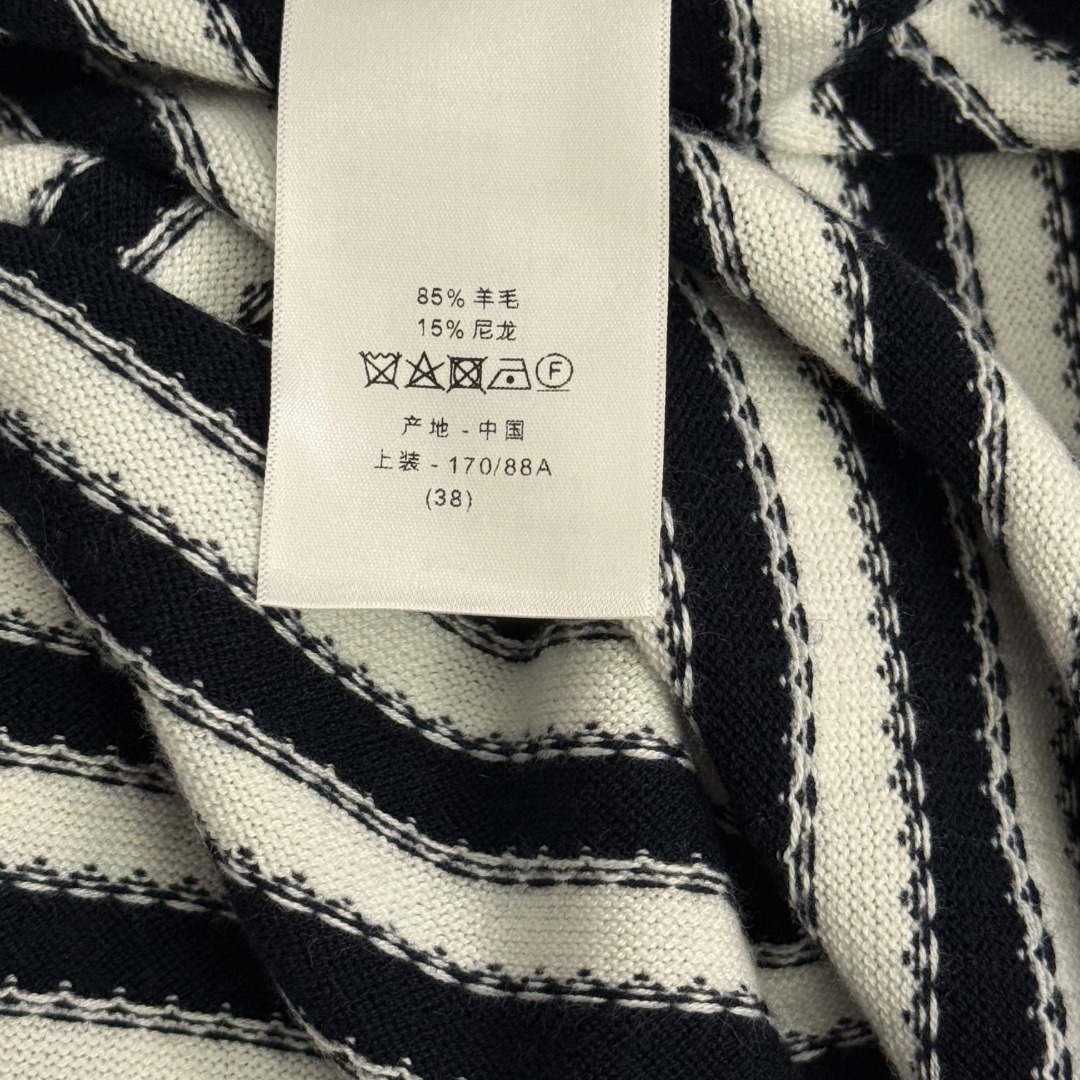 85% 羊毛
15% 尼龙
F
产地 - 中国
上装 - 170/88A
(38)